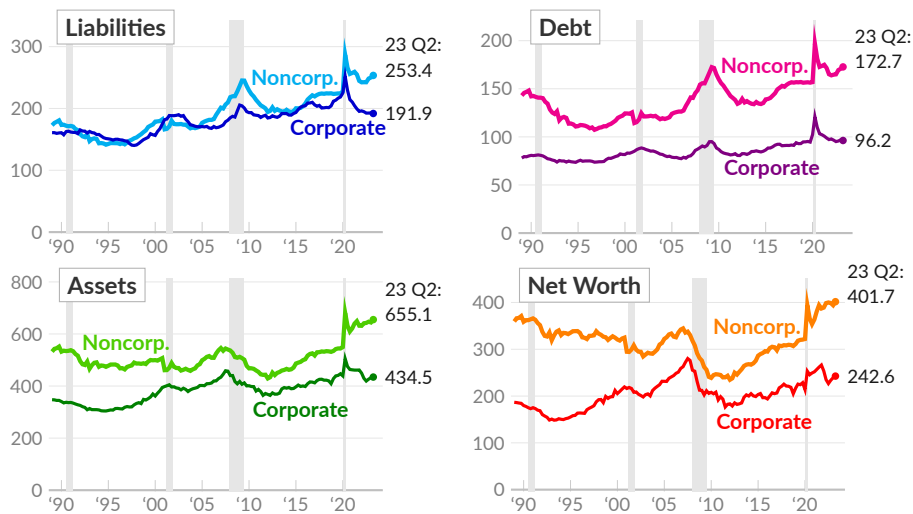 Liabilities
23 Q2:
253.4
191.9
Noncorp.
Corporate
300
200
100
0
‘90 ‘95 ‘00 ‘05 ‘10 ‘15 ‘20
Debt
23 Q2:
172.7
96.2
Noncorp.
Corporate
200
150
100
50
0
‘90 ‘95 ‘00 ‘05 ‘10 ‘15 ‘20
Assets
23 Q2:
655.1
434.5
Noncorp.
Corporate
800
600
400
200
0
‘90 ‘95 ‘00 ‘05 ‘10 ‘15 ‘20
Net Worth
23 Q2:
401.7
242.6
Noncorp.
Corporate
400
300
200
100
0
‘90 ‘95 ‘00 ‘05 ‘10 ‘15 ‘20